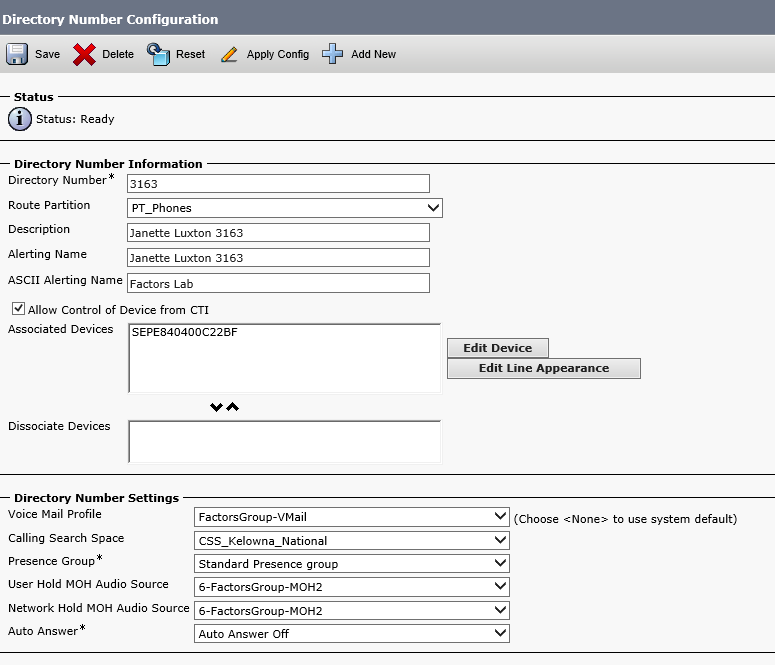 Directory Number Configuration
Save Delete Reset Apply Config Add New
Status
Status: Ready
Directory Number Information
Directory Number* 3163
Route Partition PT_Phones
Description Janette Luxton 3163
Alerting Name Janette Luxton 3163
ASCII Alerting Name Factors Lab
Allow Control of Device from CTI
Associated Devices SEPE840400C22BF
Edit Device
Edit Line Appearance
Dissociate Devices
Directory Number Settings
Voice Mail Profile FactorsGroup-VMail (Choose <None> to use system default)
Calling Search Space CSS_Kelowna_National
Presence Group* Standard Presence group
User Hold MOH Audio Source 6-FactorsGroup-MOH2
Network Hold MOH Audio Source 6-FactorsGroup-MOH2
Auto Answer* Auto Answer Off